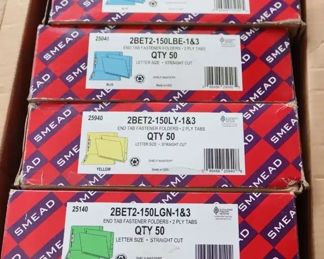 SMEAD
25040
2BET2-150LBE-1&3
END TAB FASTENER FOLDERS • 2 PLY TABS
QTY 50
LETTER SIZE • STRAIGHT CUT
BLUE
SMEAD
25940
2BET2-150LY-1&3
END TAB FASTENER FOLDERS • 2 PLY TABS
QTY 50
LETTER SIZE • STRAIGHT CUT
YELLOW
SMEAD
25140
2BET2-150LGN-1&3
END TAB FASTENER FOLDERS • 2 PLY TABS
QTY 50
LETTER SIZE • STRAIGHT CUT
SMEAD